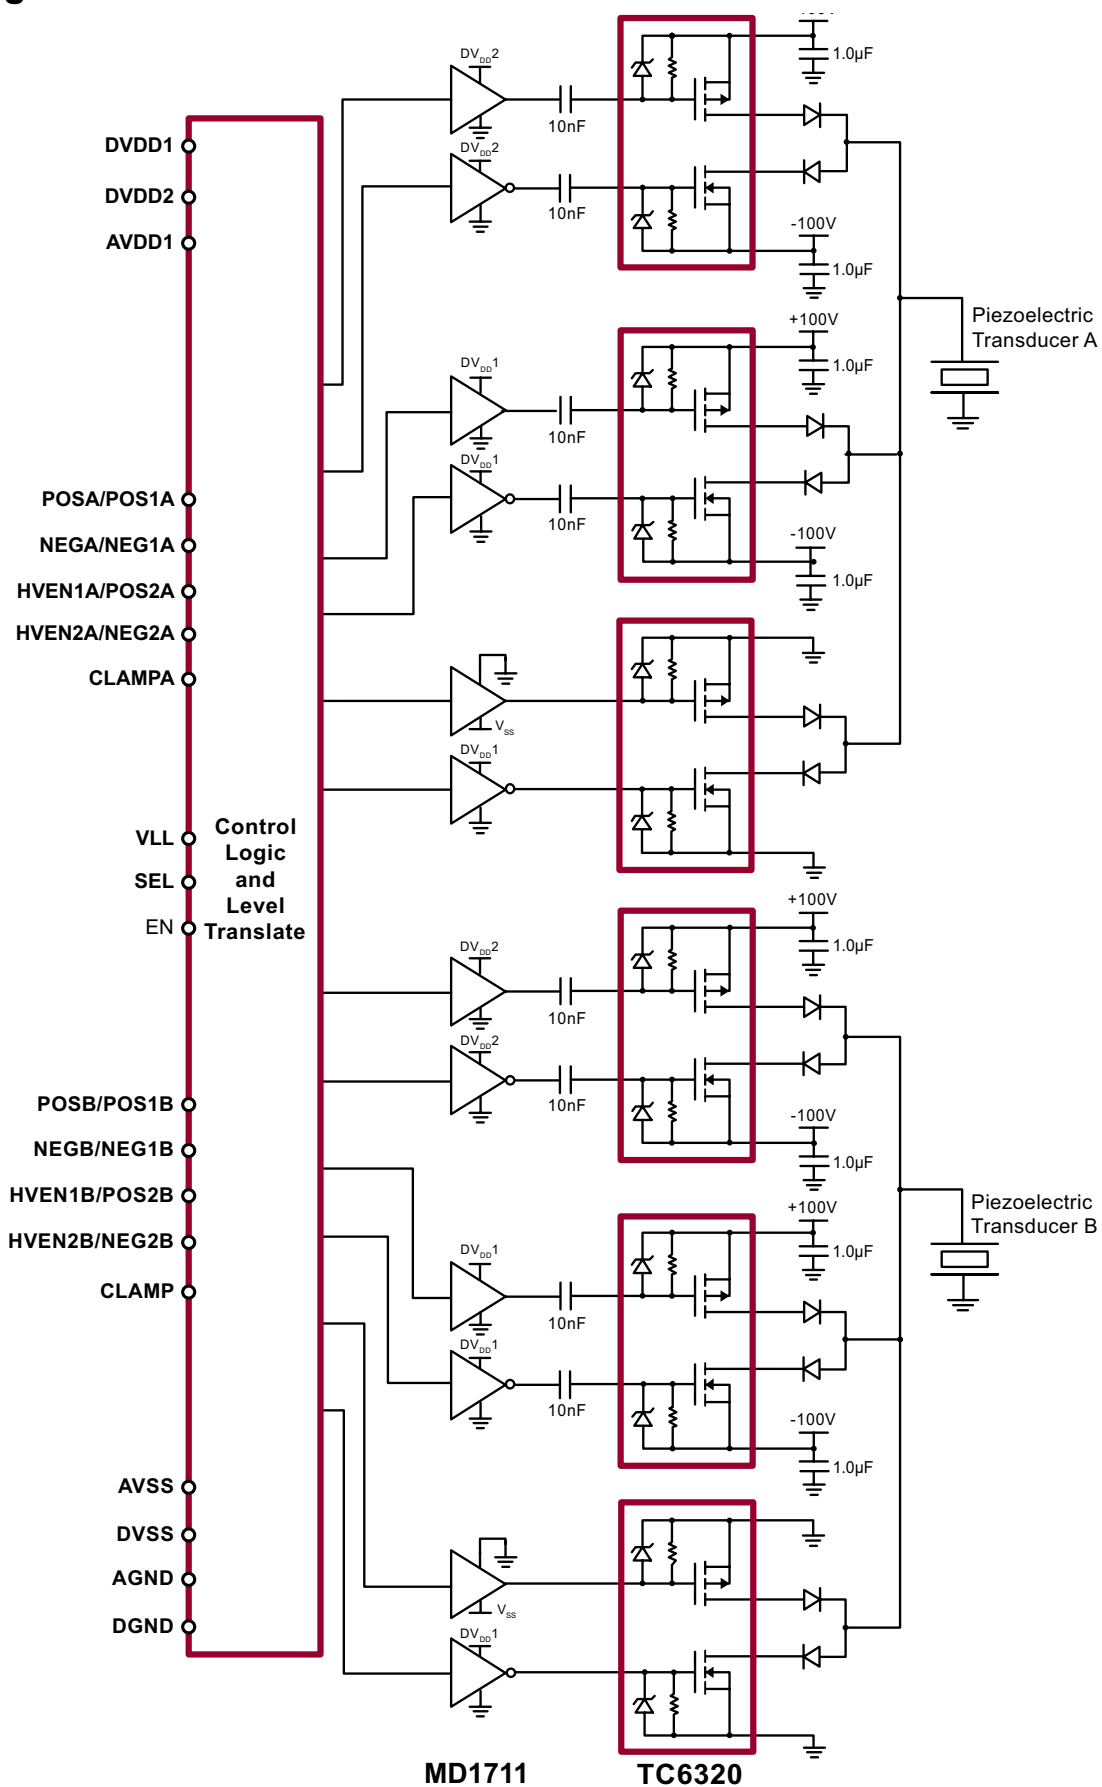 DVDD1
DVDD2
AVDD1
POSA/POS1A
NEGA/NEG1A
HVEN1A/POS2A
HVEN2A/NEG2A
CLAMPA
VLL
SEL
EN
POSB/POS1B
NEGB/NEG1B
HVEN1B/POS2B
HVEN2B/NEG2B
CLAMP
AVSS
DVSS
AGND
DGND
Control
Logic
and
Level
Translate
DVDD2
10nF
1.0µF
DVDD2
10nF
-100V
1.0µF
Piezoelectric
Transducer A
+100V
DVDD1
10nF
1.0µF
DVDD1
10nF
-100V
1.0µF
VSS
DVDD1
+100V
DVDD2
10nF
1.0µF
DVDD2
10nF
-100V
1.0µF
Piezoelectric
Transducer B
+100V
DVDD1
10nF
1.0µF
DVDD1
10nF
-100V
1.0µF
VSS
DVDD1
MD1711
TC6320